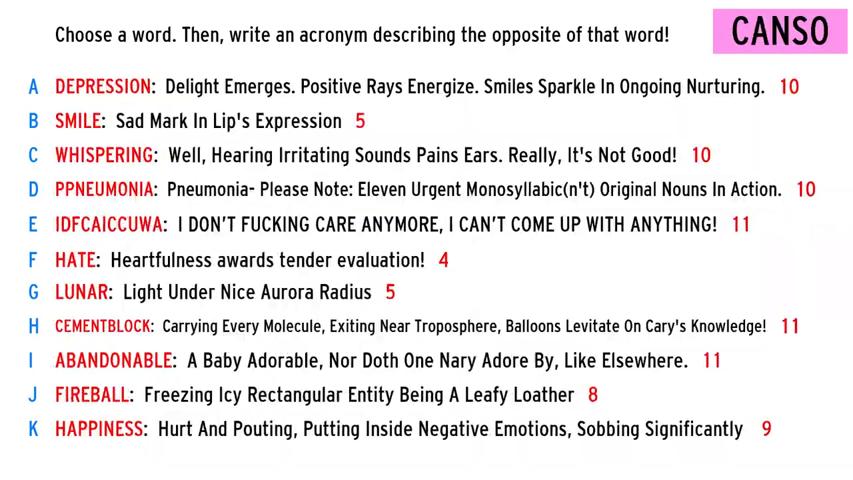 Choose a word. Then, write an acronym describing the opposite of that word!
CANSO
A DEPRESSION: Delight Emerges. Positive Rays Energize. Smiles Sparkle In Ongoing Nurturing. 10
B SMILE: Sad Mark In Lip's Expression 5
C WHISPERING: Well, Hearing Irritating Sounds Pains Ears. Really, It's Not Good! 10
D PPNEUMONIA: Pneumonia- Please Note: Eleven Urgent Monosyllabic(n't) Original Nouns In Action. 10
E IDFCAICCUWA: I DON'T FUCKING CARE ANYMORE, I CAN'T COME UP WITH ANYTHING! 11
F HATE: Heartfulness awards tender evaluation! 4
G LUNAR: Light Under Nice Aurora Radius 5
H CEMENTBLOCK: Carrying Every Molecule, Exiting Near Troposphere, Balloons Levitate On Cary's Knowledge! 11
I ABANDONABLE: A Baby Adorable, Nor Doth One Nary Adore By, Like Elsewhere. 11
J FIREBALL: Freezing Icy Rectangular Entity Being A Leafy Loather 8
K HAPPINESS: Hurt And Pouting, Putting Inside Negative Emotions, Sobbing Significantly 9